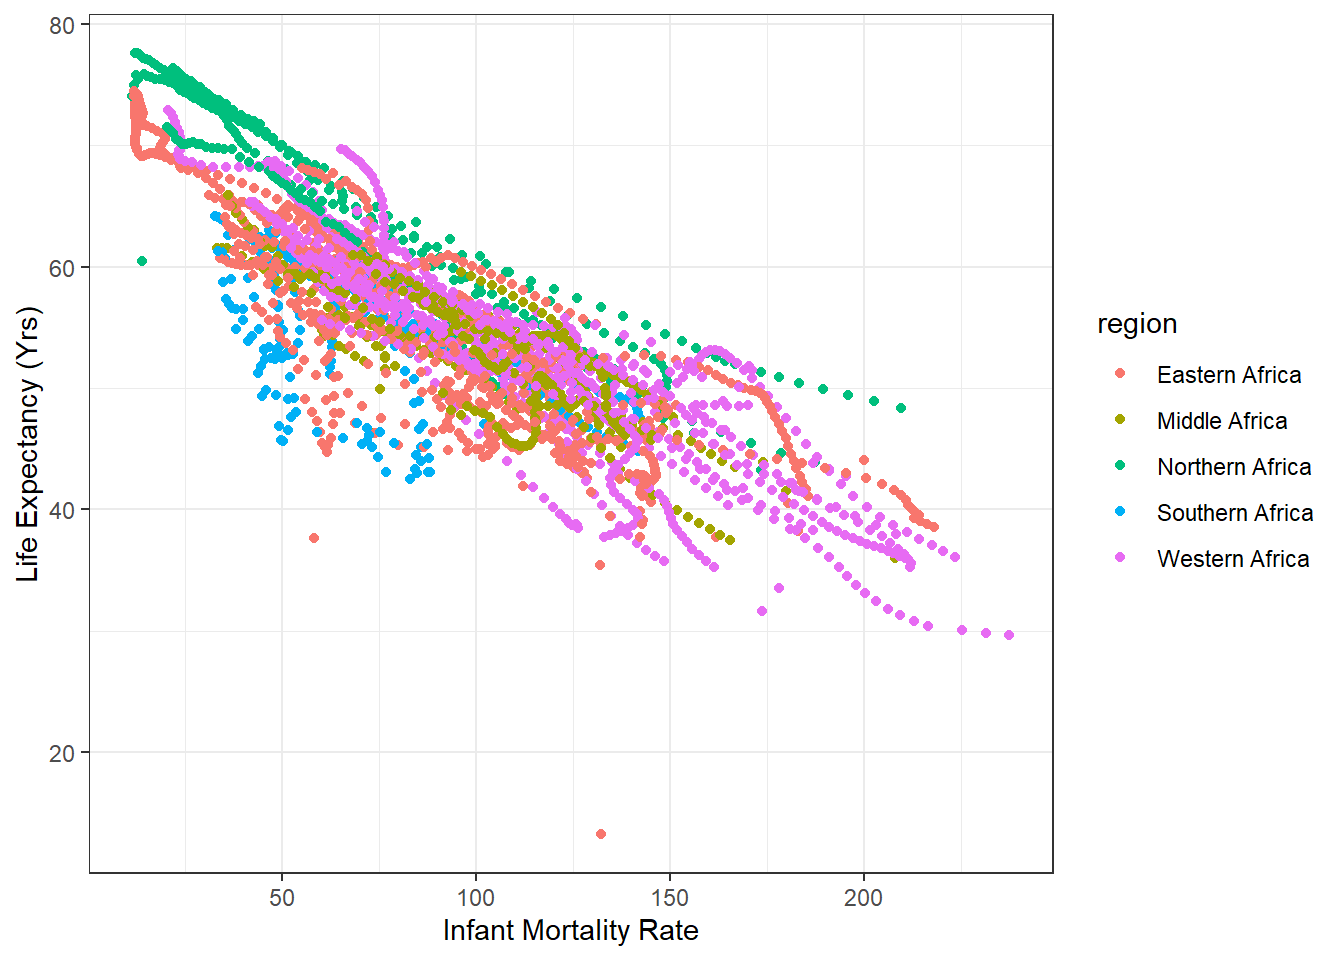 80
60
40
20
Life Expectancy (Yrs)
50
100
150
200
Infant Mortality Rate
region
Eastern Africa
Middle Africa
Northern Africa
Southern Africa
Western Africa